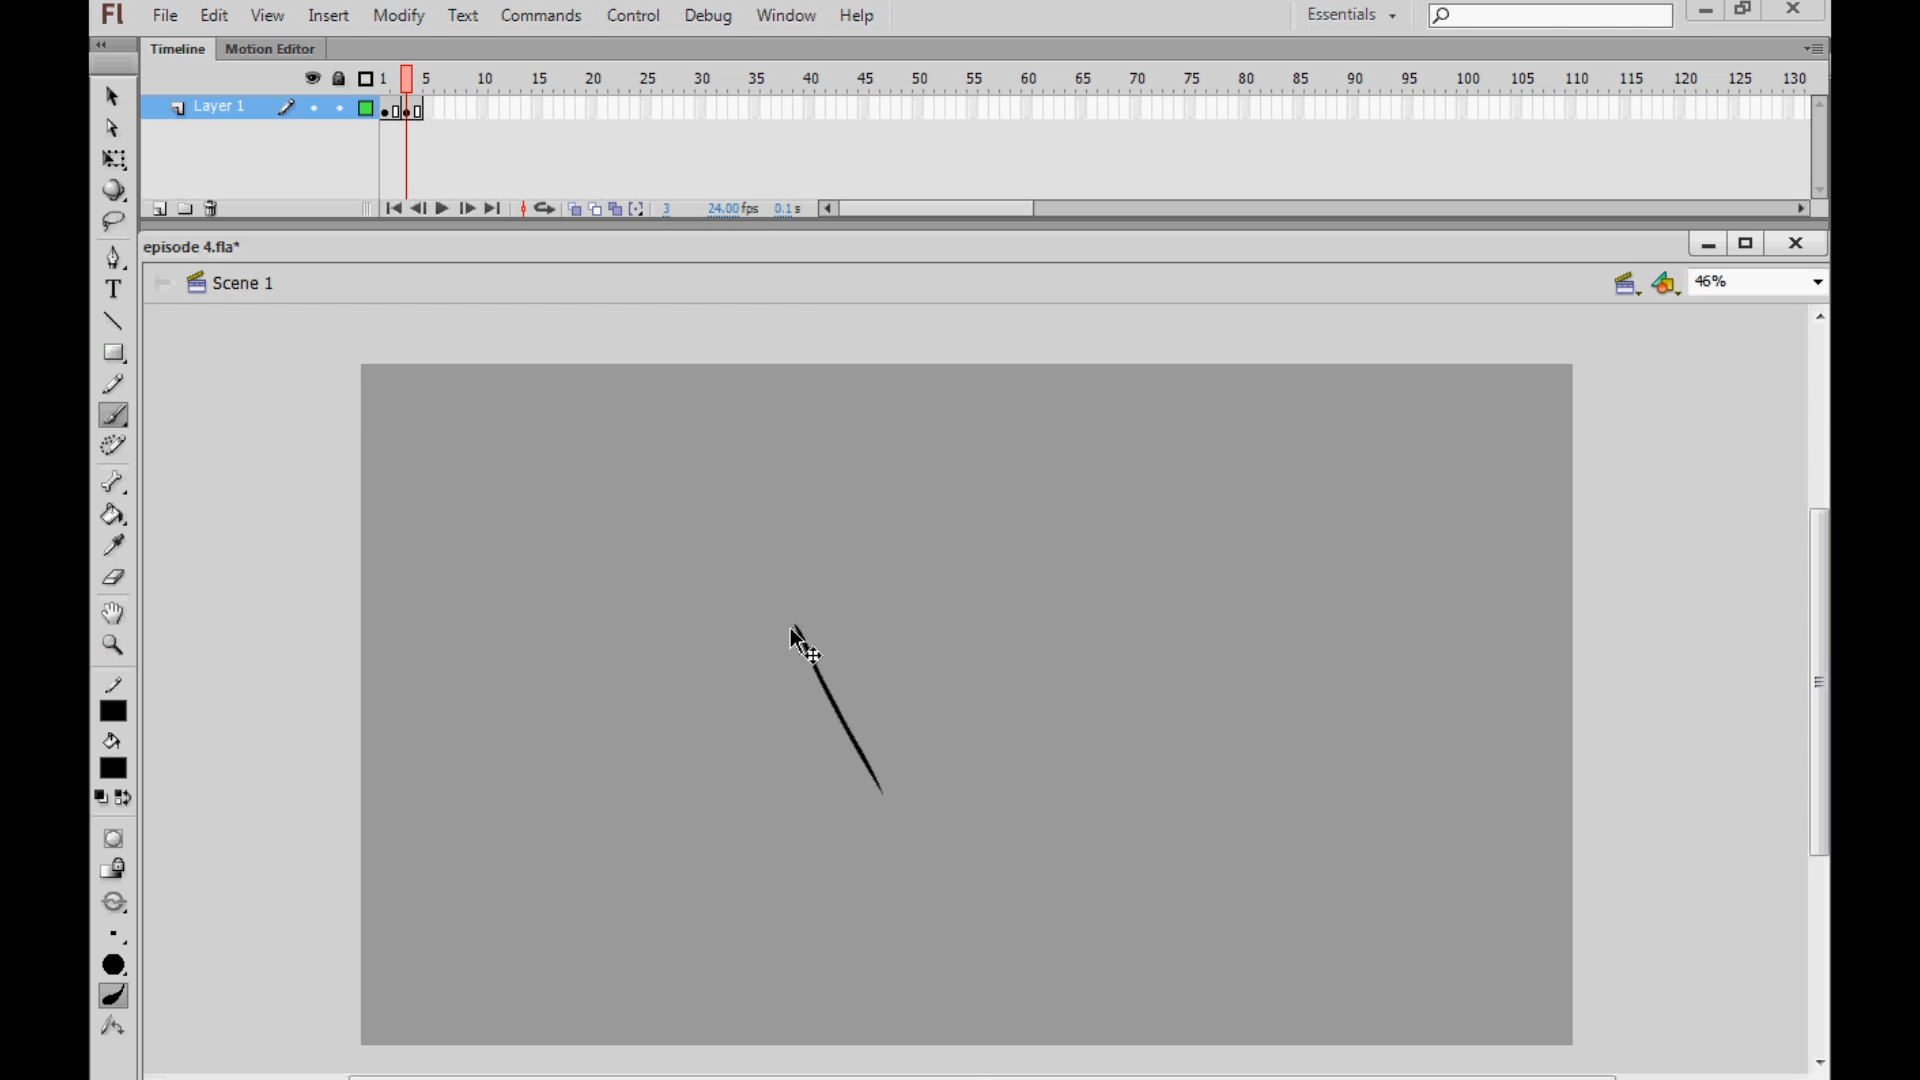 Fl File Edit View Insert Modify Text Commands Control Debug Window Help Essentials
Timeline Motion Editor
1 5 10 15 20 25 30 35 40 45 50 55 60 65 70 75 80 85 90 95 100 105 110 115 120 125 130
Layer 1
3 24.00 fps 0.1 s
episode 4.fla*
Scene 1 46%
T